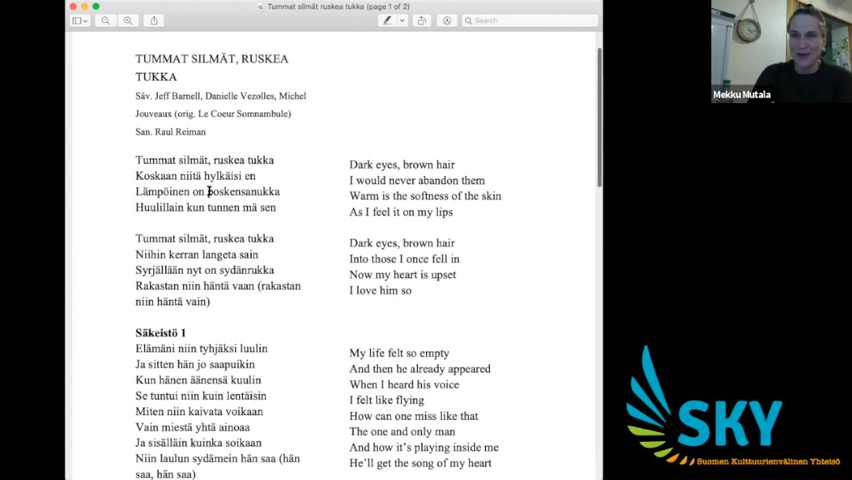 Tummat silmät ruskea tukka (page 1 of 2)
Search
TUMMAT SILMÄT, RUSKEA
TUKKA
Säv. Jeff Barnell, Danielle Vezolles, Michel
Jouveaux (orig. Le Coeur Somnambule)
San. Raul Reiman
Tummat silmät, ruskea tukka
Koskaan niitä hylkäisi en
Lämpöinen on poskensanukka
Huulillain kun tunnen mä sen
Dark eyes, brown hair
I would never abandon them
Warm is the softness of the skin
As I feel it on my lips
Tummat silmät, ruskea tukka
Niihin kerran langeta sain
Syrjällään nyt on sydänrukka
Rakastan niin häntä vaan (rakastan
niin häntä vain)
Dark eyes, brown hair
Into those I once fell in
Now my heart is upset
I love him so
Säkeistö 1
Elämäni niin tyhjäksi luulin
Ja sitten hän jo saapuikin
Kun hänen äänensä kuulin
Se tuntui niin kuin lentäisin
Miten niin kaivata voikaan
Vain miestä yhtä ainoaa
Ja sisälläin kuinka soikaan
Niin laulun sydämein hän saa (hän
saa, hän saa)
My life felt so empty
And then he already appeared
When I heard his voice
I felt like flying
How can one miss like that
The one and only man
And how it's playing inside me
He'll get the song of my heart
Mekku Mutala
SKY
Suomen Kulttuurienvälinen Yhteisö